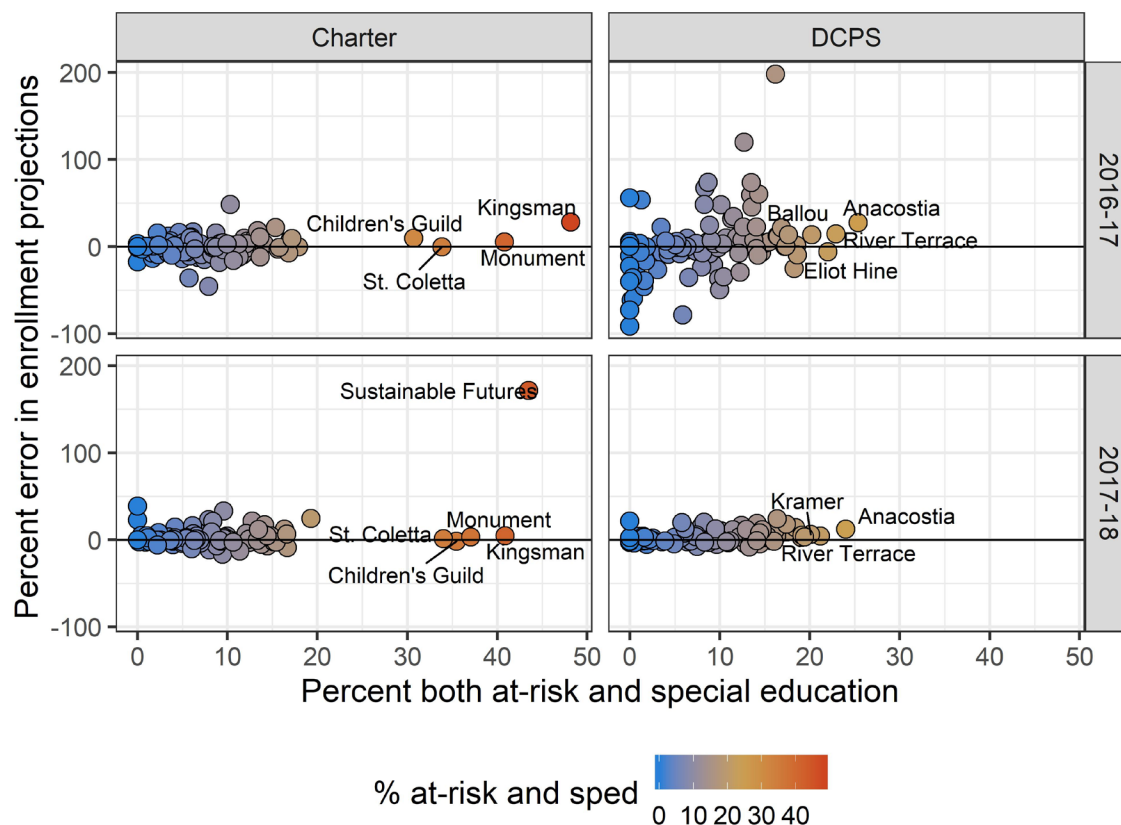 Charter
DCPS
Percent error in enrollment projections
200
100
0
-100
Children's Guild
Kingsman
St. Coletta
Monument
Ballou
Anacostia
River Terrace
Eliot Hine
2016-17
200
100
0
-100
Sustainable Futures
St. Coletta
Monument
Children's Guild
Kingsman
Kramer
Anacostia
River Terrace
2017-18
0 10 20 30 40 50
0 10 20 30 40 50
Percent both at-risk and special education
% at-risk and sped
0 10 20 30 40